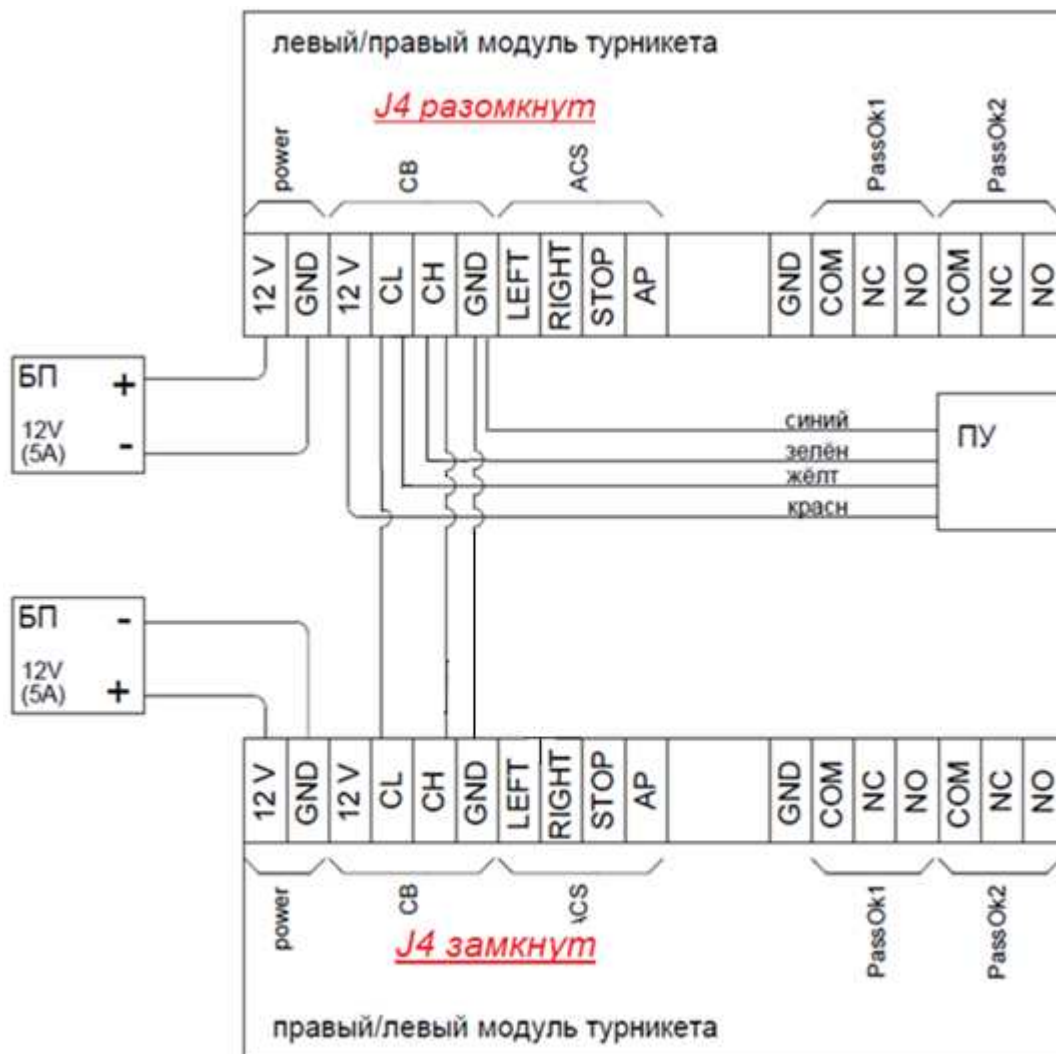 левый/правый модуль турникета
J4 разомкнут
power
CB
ACS
PassOk1
PassOk2
12 V
GND
12 V
CL
CH
GND
LEFT
RIGHT
STOP
AP
GND
COM
NC
NO
COM
NC
NO
БП +
12V
(5A) -
синий
зелён
жёлт
красн
ПУ
БП -
12V
(5A) +
12 V
GND
12 V
CL
CH
GND
LEFT
RIGHT
STOP
AP
GND
COM
NC
NO
COM
NC
NO
power
CB
ACS
PassOk1
PassOk2
J4 замкнут
правый/левый модуль турникета